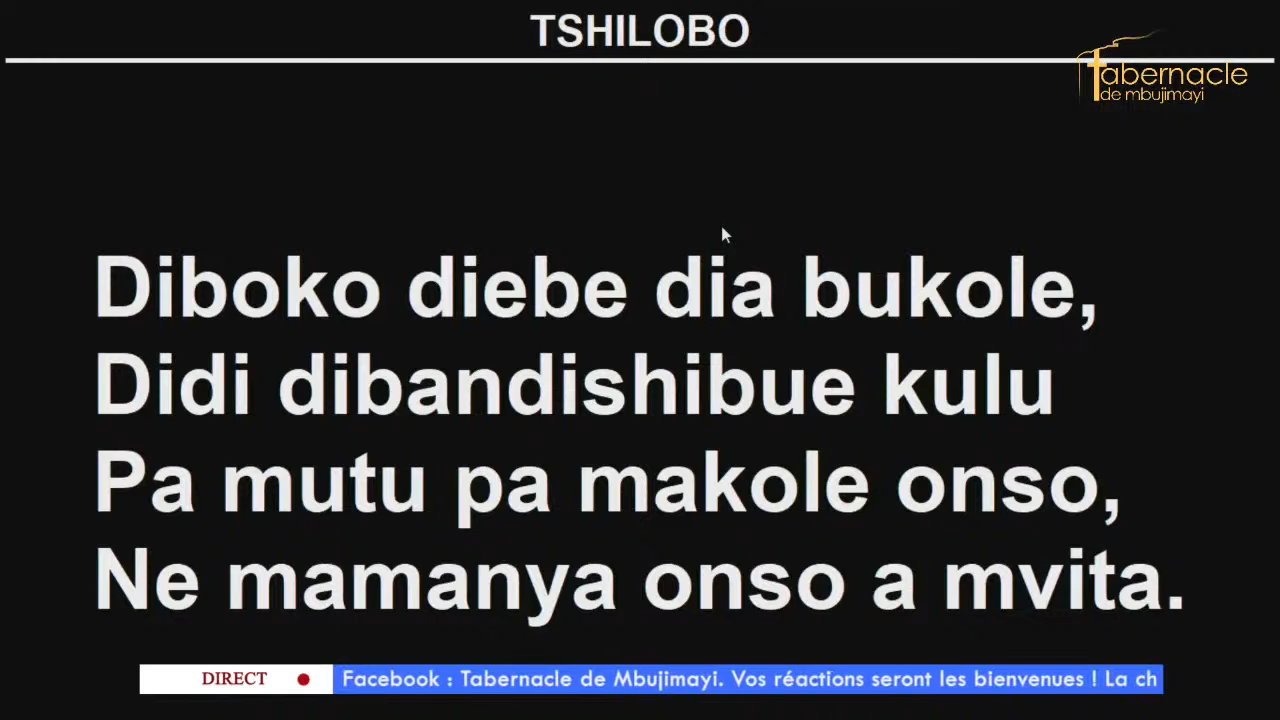 TSHILOBO
Tabernacle
de mbujimayi
Diboko diebe dia bukole,
Didi dibandishibue kulu
Pa mutu pa makole onso,
Ne mamanya onso a mvita.
DIRECT
Facebook : Tabernacle de Mbujimayi. Vos réactions seront les bienvenues ! La ch